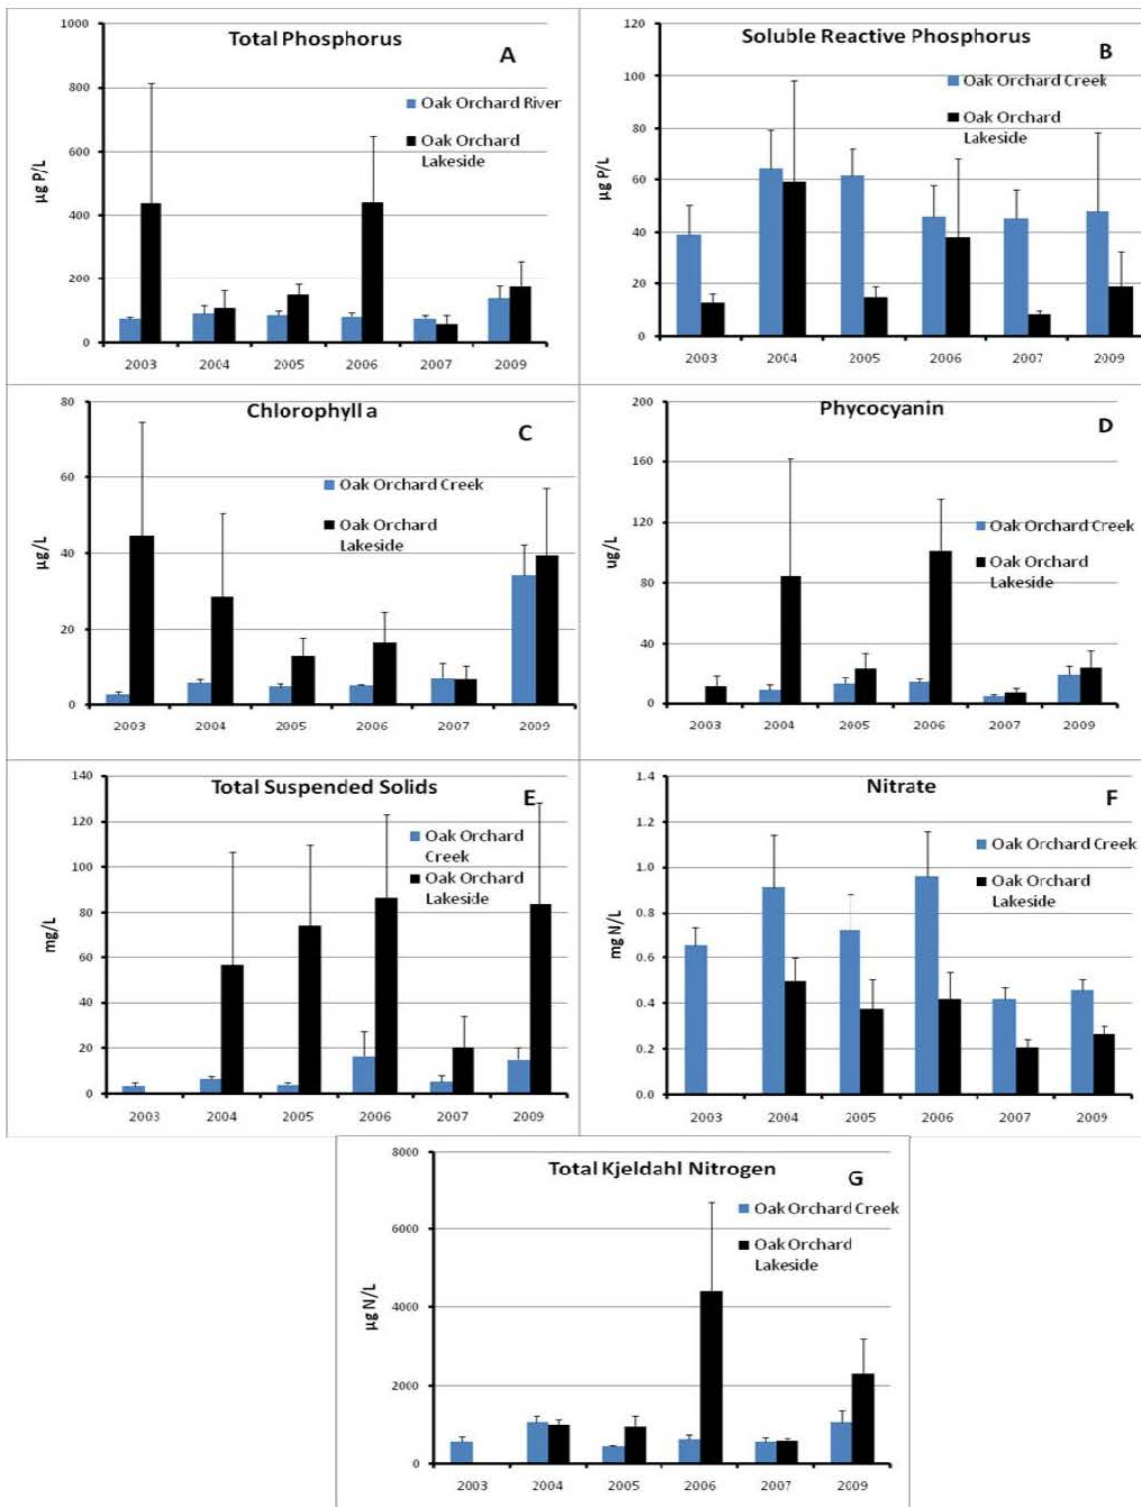 Total Phosphorus
A
1000
800
600
400
200
0
µg P/L
Oak Orchard River
Oak Orchard
Lakeside
2003 2004 2005 2006 2007 2009
Soluble Reactive Phosphorus
B
120
100
80
60
40
20
0
µg P/L
Oak Orchard Creek
Oak Orchard
Lakeside
2003 2004 2005 2006 2007 2009
Chlorophyll a
C
80
60
40
20
0
µg/L
Oak Orchard Creek
Oak Orchard
Lakeside
2003 2004 2005 2006 2007 2009
Phycocyanin
D
200
160
120
80
40
0
ug/L
Oak Orchard Creek
Oak Orchard
Lakeside
2003 2004 2005 2006 2007 2009
Total Suspended Solids
E
140
120
100
80
60
40
20
0
mg/L
Oak Orchard
Creek
Oak Orchard
Lakeside
2003 2004 2005 2006 2007 2009
Nitrate
F
1.4
1.2
1.0
0.8
0.6
0.4
0.2
0.0
mg N/L
Oak Orchard Creek
Oak Orchard
Lakeside
2003 2004 2005 2006 2007 2009
Total Kjeldahl Nitrogen
G
8000
6000
4000
2000
0
µg N/L
Oak Orchard Creek
Oak Orchard
Lakeside
2003 2004 2005 2006 2007 2009